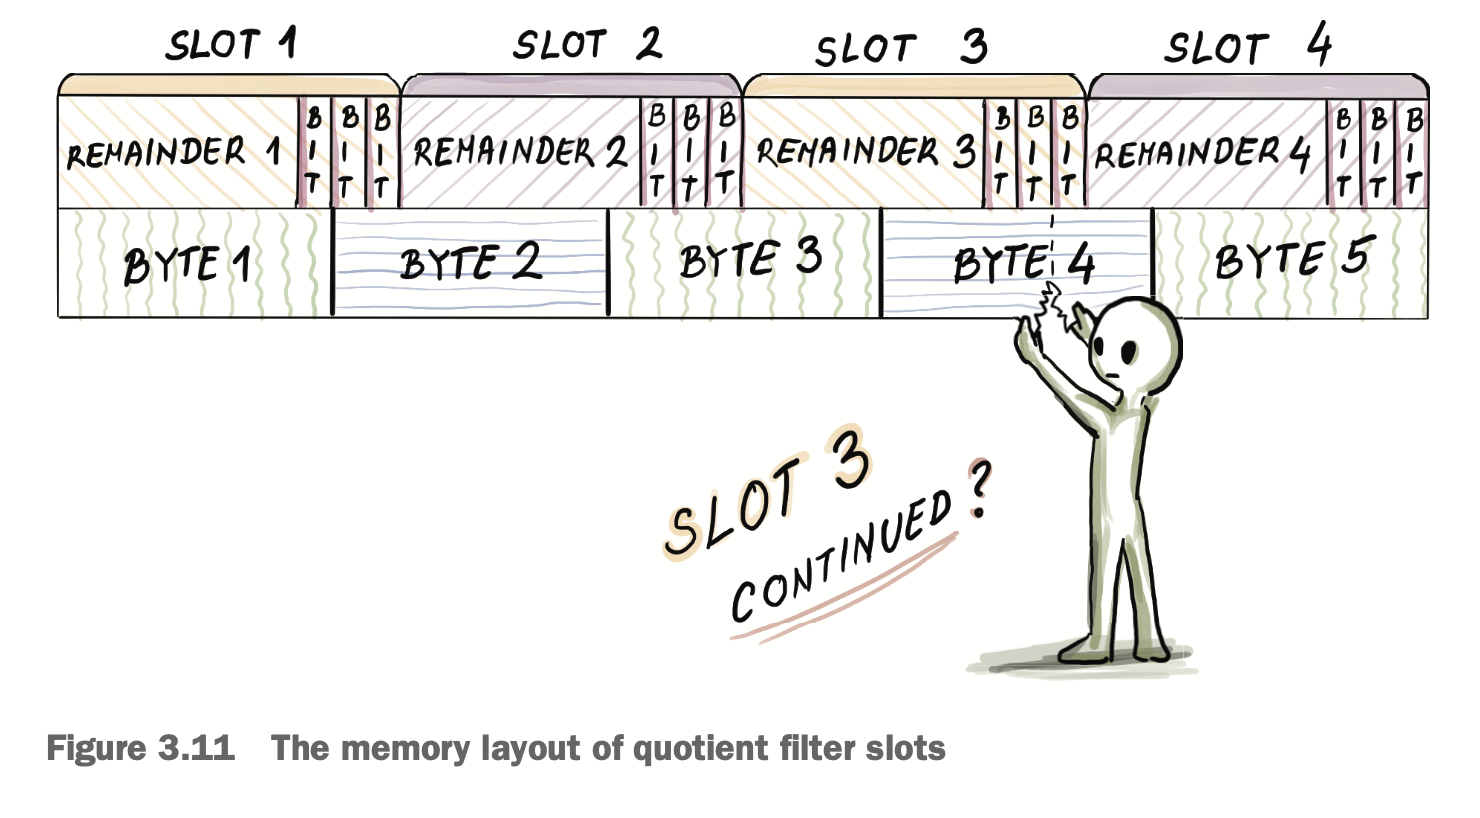 SLOT 1 SLOT 2 SLOT 3 SLOT 4
REMAINDER 1 BIT BIT BIT REMAINDER 2 BIT BIT BIT REMAINDER 3 BIT BIT BIT REMAINDER 4 BIT BIT BIT
BYTE 1 BYTE 2 BYTE 3 BYTE 4 BYTE 5
SLOT 3
CONTINUED?
Figure 3.11 The memory layout of quotient filter slots